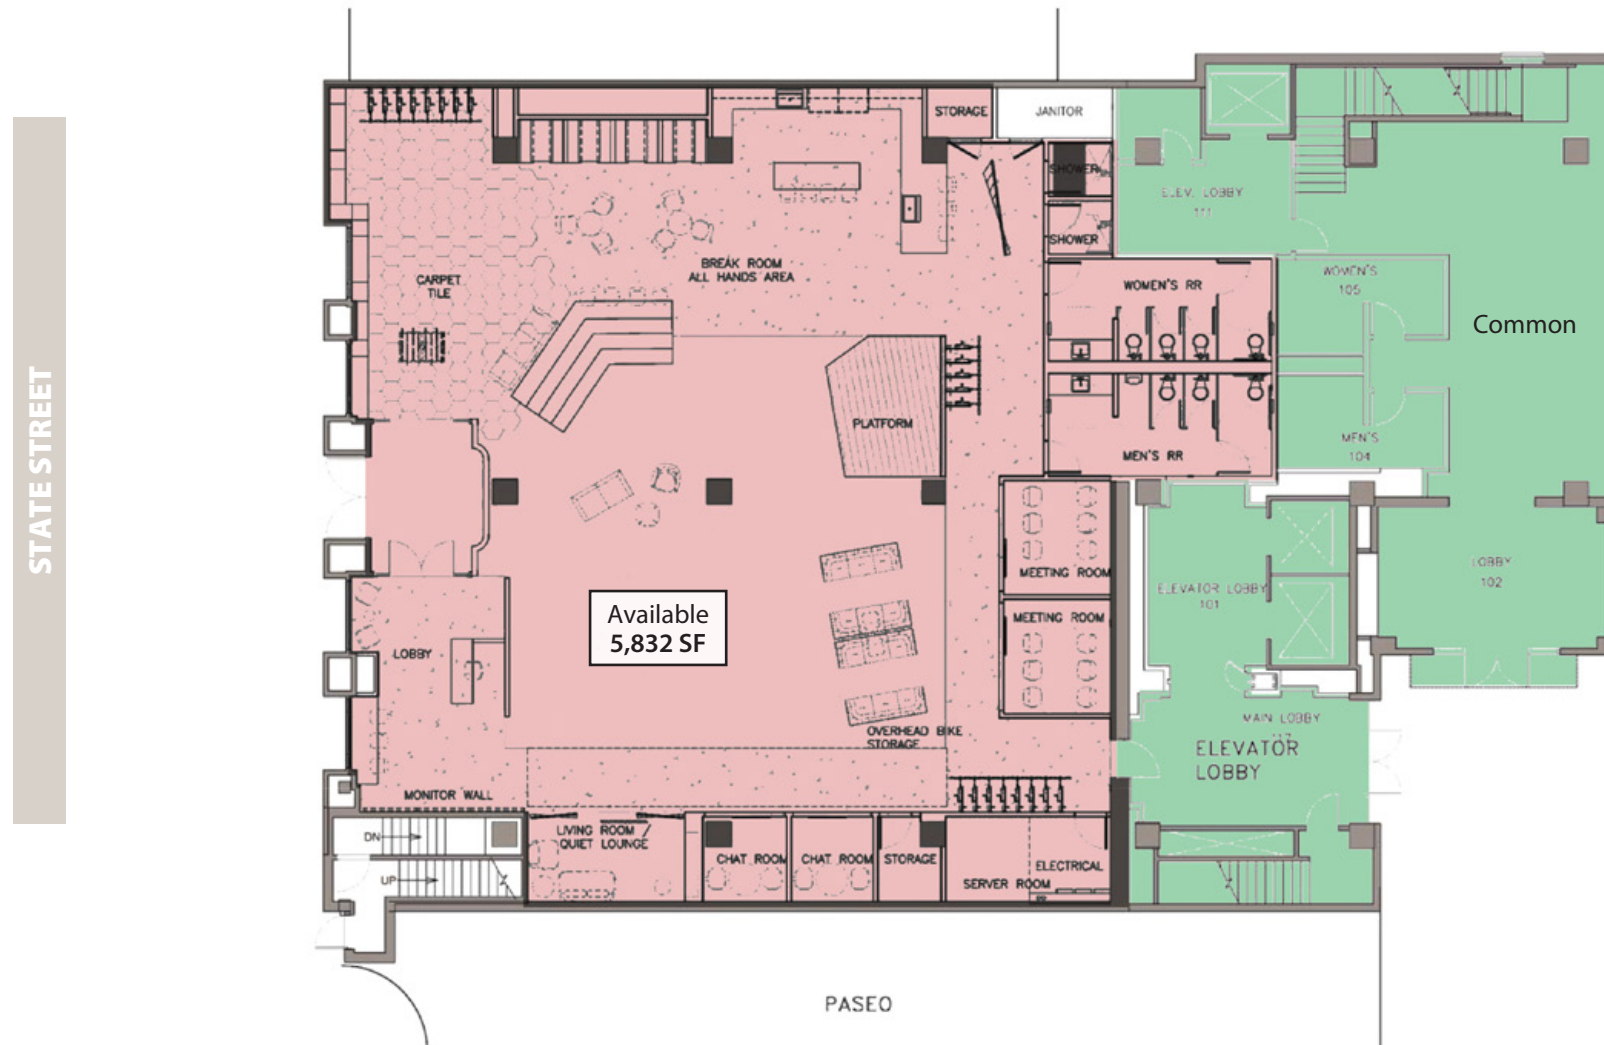 STATE STREET
STORAGE
JANITOR
SHOWER
ELEV. LOBBY
111
SHOWER
BREAK ROOM
ALL HANDS AREA
CARPET
TILE
WOMEN'S RR
WOMEN'S
105
Common
PLATFORM
MEN'S RR
MEN'S
104
MEETING ROOM
LOBBY
102
ELEVATOR LOBBY
101
Available
5,832 SF
MEETING ROOM
LOBBY
OVERHEAD BIKE
STORAGE
MAIN LOBBY
ELEVATOR
LOBBY
MONITOR WALL
DN
LIVING ROOM /
QUIET LOUNGE
CHAT ROOM
CHAT ROOM
STORAGE
ELECTRICAL
SERVER ROOM
UP
PASEO